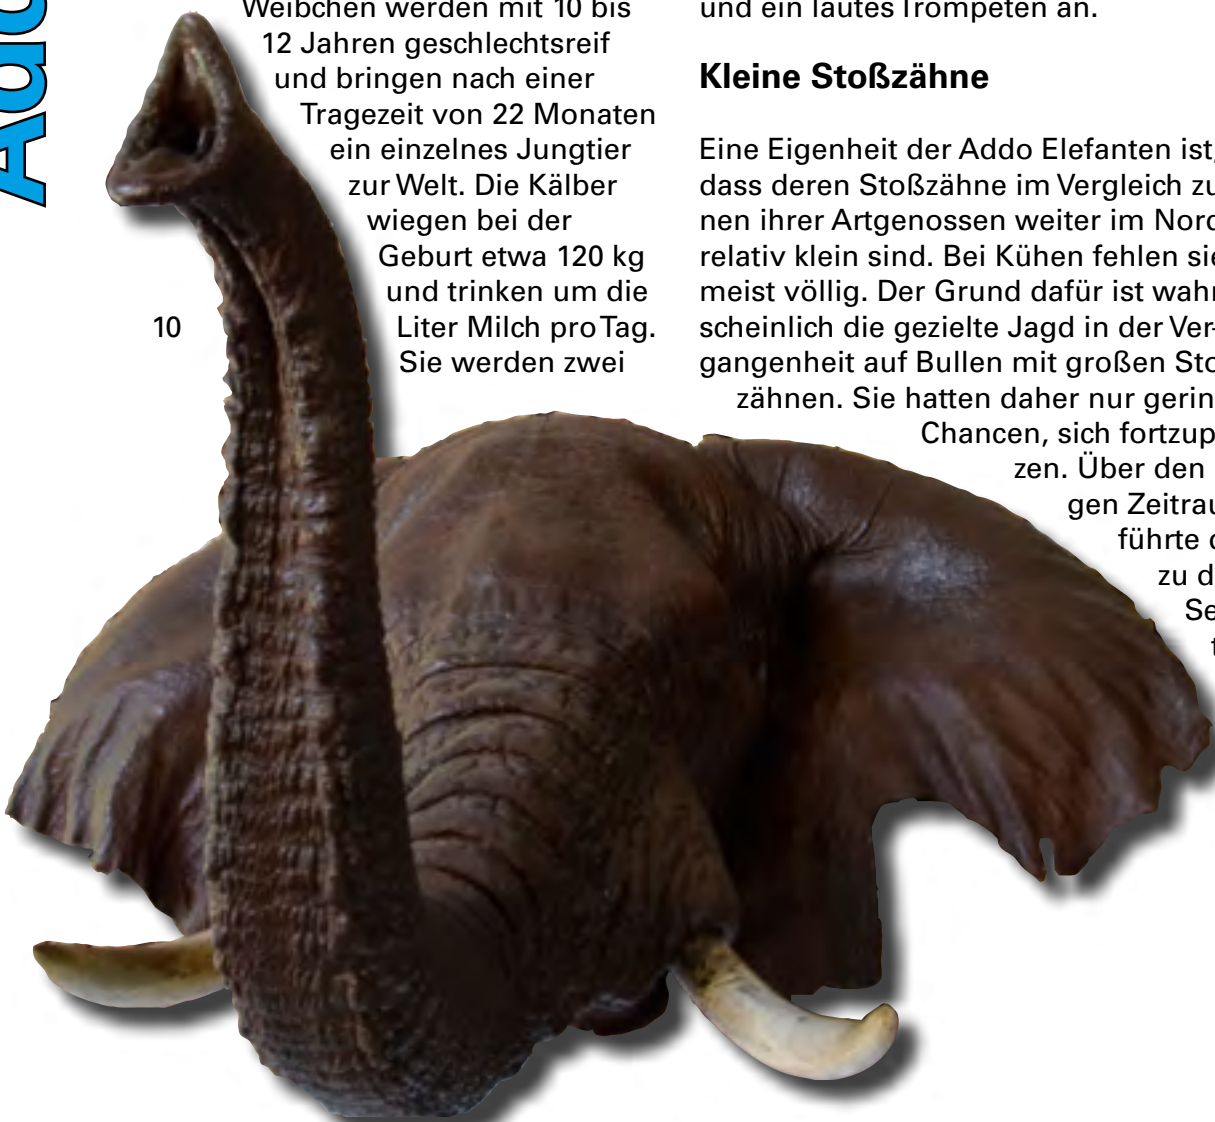 Add
Weibchen werden mit 10 bis
12 Jahren geschlechtsreif
und bringen nach einer
Tragezeit von 22 Monaten
ein einzelnes Jungtier
zur Welt. Die Kälber
wiegen bei der
Geburt etwa 120 kg
und trinken um die
10 Liter Milch pro Tag.
Sie werden zwei
und ein lautes Trompeten an.
Kleine Stoßzähne
Eine Eigenheit der Addo Elefanten ist,
dass deren Stoßzähne im Vergleich zu
nen ihrer Artgenossen weiter im Nord
relativ klein sind. Bei Kühen fehlen sie
meist völlig. Der Grund dafür ist wahr
scheinlich die gezielte Jagd in der Ver-
gangenheit auf Bullen mit großen Sto
zähnen. Sie hatten daher nur gerin
Chancen, sich fortzup
zen. Über den
gen Zeitrau
führte
zu d
Se